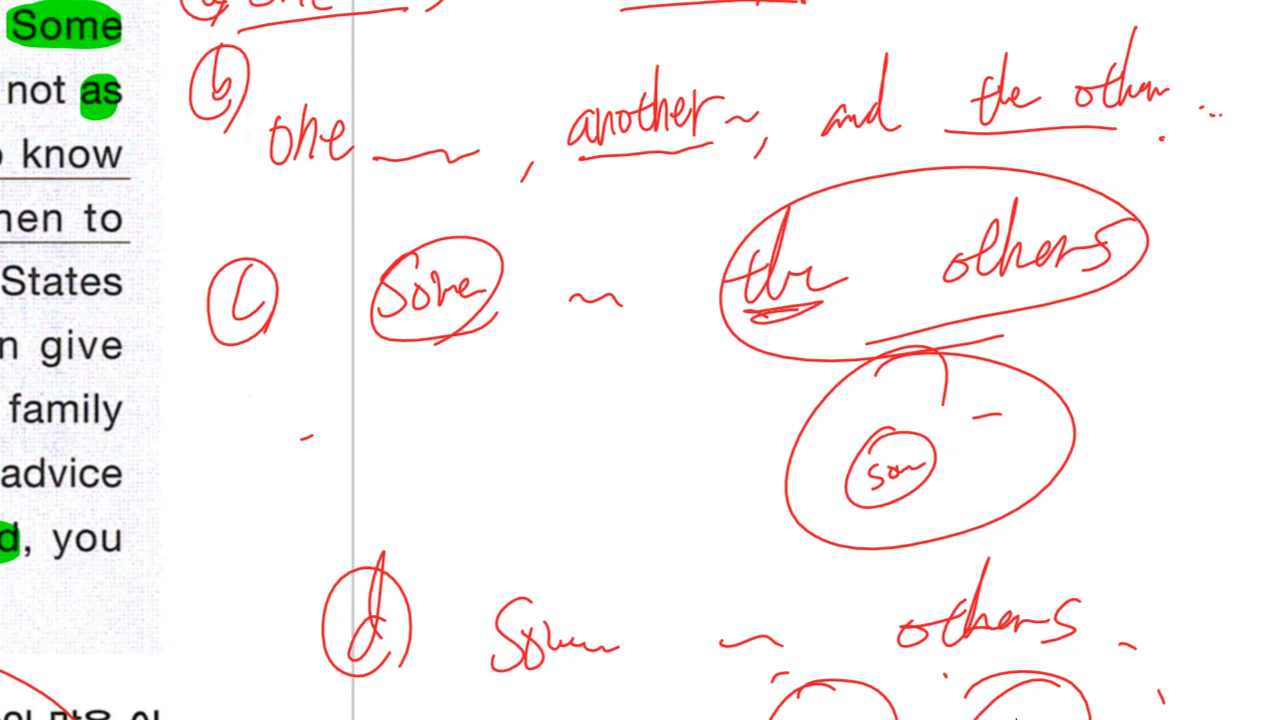 Some
not as
know
to
States
give
family
advice
, you
ⓑ
one ~, another ~, and the other ...
ⓒ some ~ the others
som
ⓓ Some ~ others